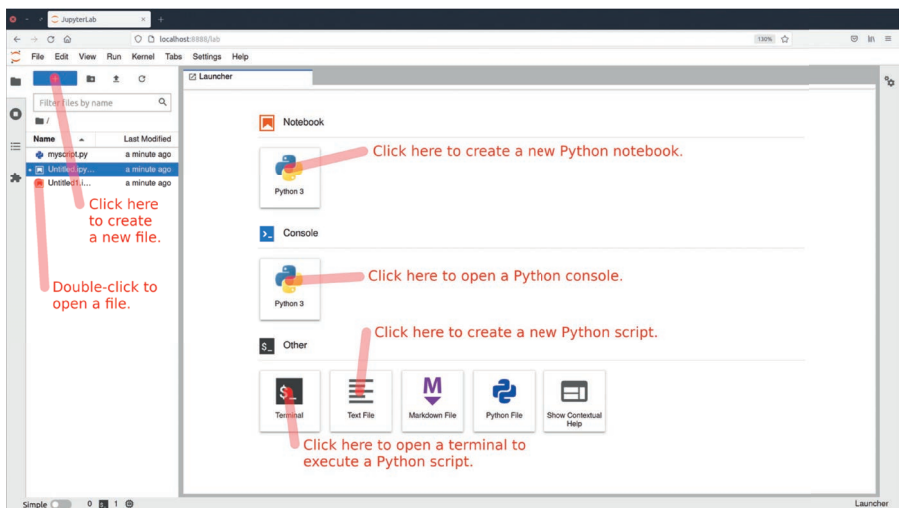 JupyterLab
localhost:8888/lab
130%
File Edit View Run Kernel Tabs Settings Help
Launcher
Filter files by name
/
Name Last Modified
myscript.py a minute ago
Untitled.ipy... a minute ago
Untitled1.i... a minute ago
Click here
to create
a new file.
Double-click to
open a file.
Notebook
Click here to create a new Python notebook.
Python 3
Console
Click here to open a Python console.
Python 3
Click here to create a new Python script.
$_ Other
$_
M
Terminal Text File Markdown File Python File Show Contextual
Help
Click here to open a terminal to
execute a Python script.
Simple 0 $_ 1 Launcher